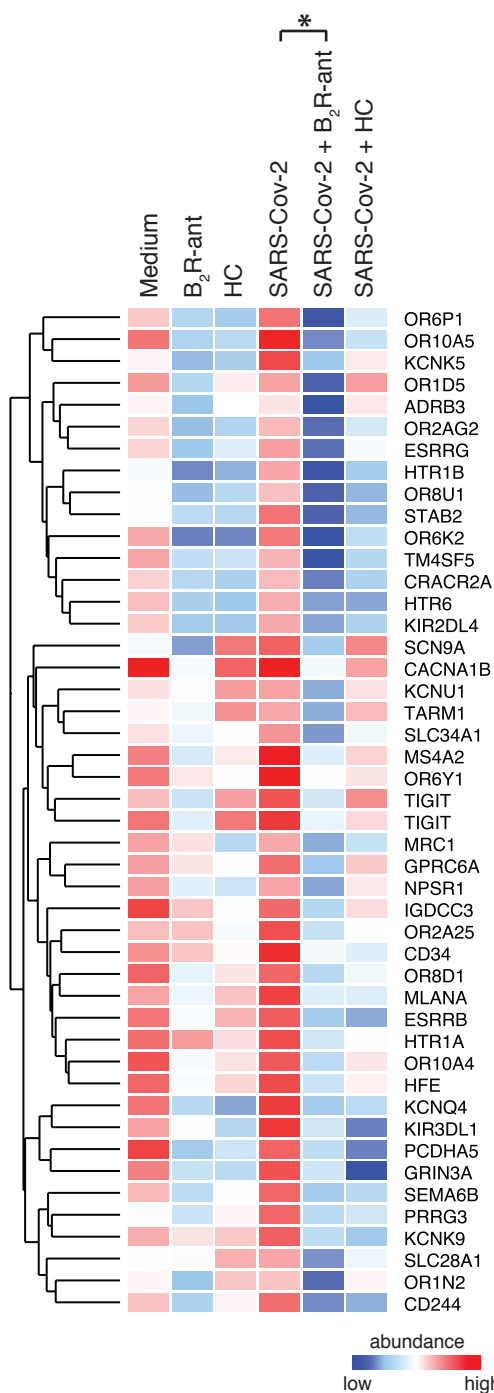 *
Medium
B₂R-ant
HC
SARS-Cov-2
SARS-Cov-2 + B₂R-ant
SARS-Cov-2 + HC
OR6P1
OR10A5
KCNK5
OR1D5
ADRB3
OR2AG2
ESRRG
HTR1B
OR8U1
STAB2
OR6K2
TM4SF5
CRACR2A
HTR6
KIR2DL4
SCN9A
CACNA1B
KCNU1
TARM1
SLC34A1
MS4A2
OR6Y1
TIGIT
TIGIT
MRC1
GPRC6A
NPSR1
IGDCC3
OR2A25
CD34
OR8D1
MLANA
ESRRB
HTR1A
OR10A4
HFE
KCNQ4
KIR3DL1
PCDHA5
GRIN3A
SEMA6B
PRRG3
KCNK9
SLC28A1
OR1N2
CD244
abundance
low high